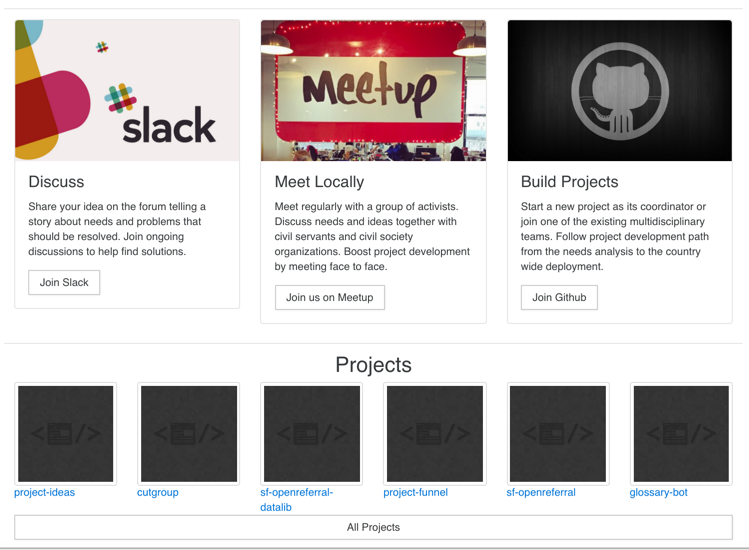 slack
Meetup
Discuss
Share your idea on the forum telling a
story about needs and problems that
should be resolved. Join ongoing
discussions to help find solutions.
Join Slack
Meet Locally
Meet regularly with a group of activists.
Discuss needs and ideas together with
civil servants and civil society
organizations. Boost project development
by meeting face to face.
Join us on Meetup
Build Projects
Start a new project as its coordinator or
join one of the existing multidisciplinary
teams. Follow project development path
from the needs analysis to the country
wide deployment.
Join Github
Projects
project-ideas
cutgroup
sf-openreferral-
datalib
project-funnel
sf-openreferral
glossary-bot
All Projects